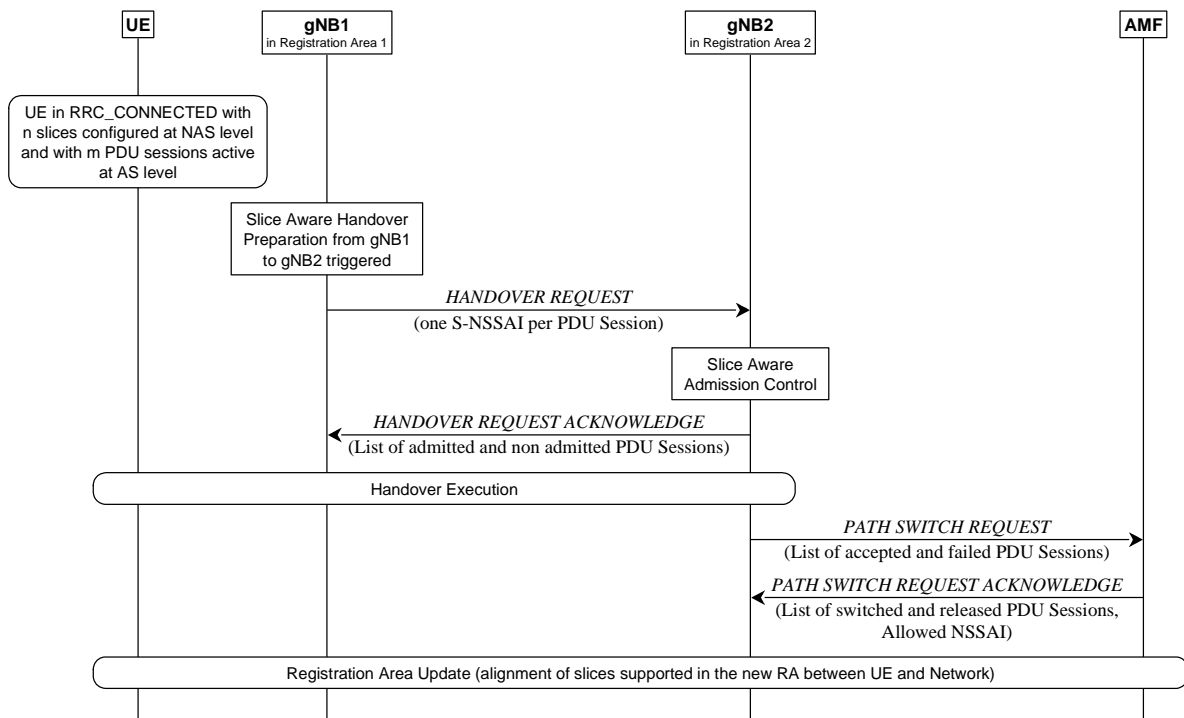 UE
gNB1
in Registration Area 1
gNB2
in Registration Area 2
AMF
UE in RRC_CONNECTED with
n slices configured at NAS level
and with m PDU sessions active
at AS level
Slice Aware Handover
Preparation from gNB1
to gNB2 triggered
HANDOVER REQUEST
(one S-NSSAI per PDU Session)
Slice Aware
Admission Control
HANDOVER REQUEST ACKNOWLEDGE
(List of admitted and non admitted PDU Sessions)
Handover Execution
PATH SWITCH REQUEST
(List of accepted and failed PDU Sessions)
PATH SWITCH REQUEST ACKNOWLEDGE
(List of switched and released PDU Sessions,
Allowed NSSAI)
Registration Area Update (alignment of slices supported in the new RA between UE and Network)